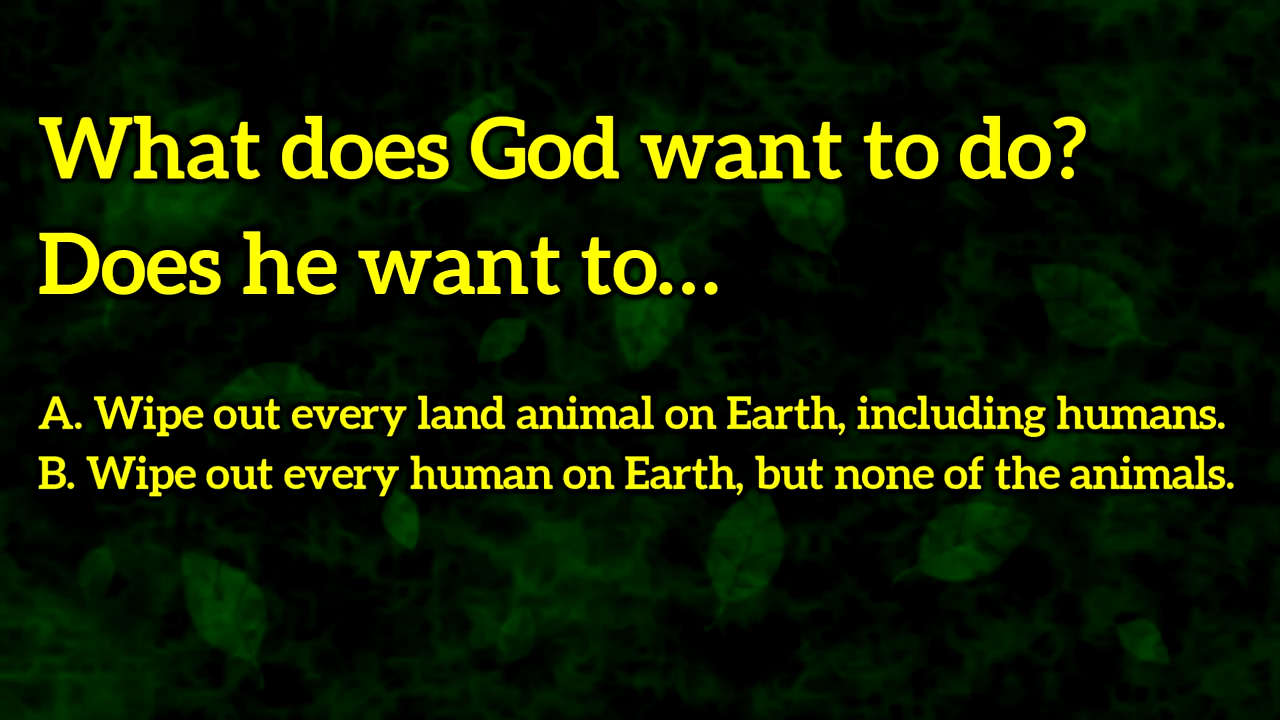 What does God want to do?
Does he want to...
A. Wipe out every land animal on Earth, including humans.
B. Wipe out every human on Earth, but none of the animals.